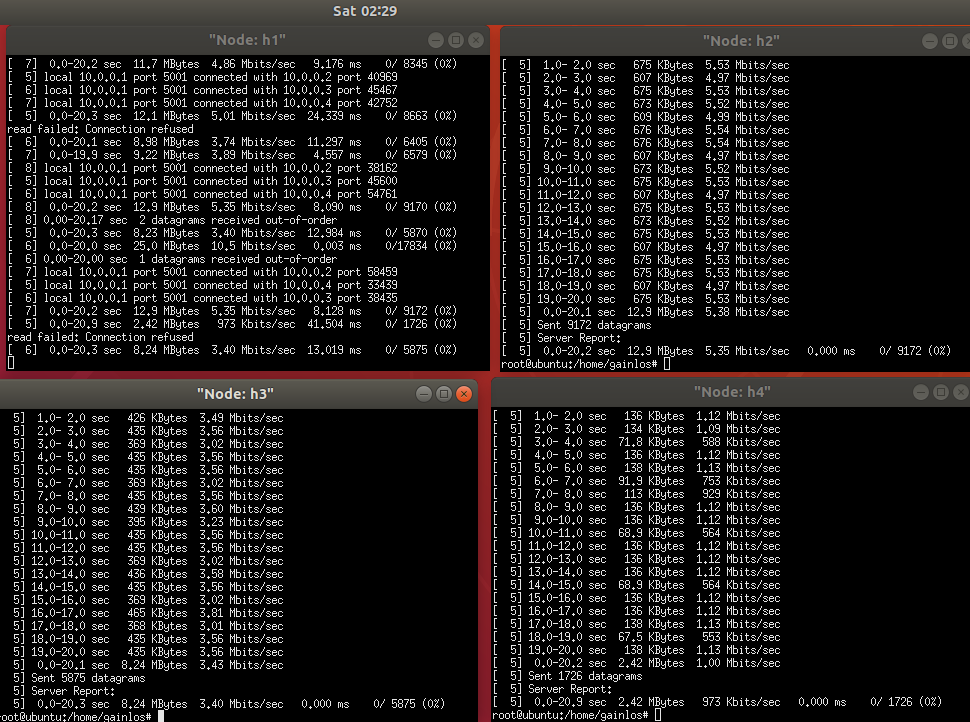 Sat 02:29
"Node: h1"
[  7]  0.0-20.2 sec  11.7 MBytes  4.86 Mbits/sec   9.176 ms    0/ 8345 (0%)
[  5] local 10.0.0.1 port 5001 connected with 10.0.0.2 port 40969
[  6] local 10.0.0.1 port 5001 connected with 10.0.0.3 port 45467
[  7] local 10.0.0.1 port 5001 connected with 10.0.0.4 port 42752
[  5]  0.0-20.3 sec  12.1 MBytes  5.01 Mbits/sec  24.339 ms    0/ 8663 (0%)
read failed: Connection refused
[  6]  0.0-20.1 sec  8.98 MBytes  3.74 Mbits/sec  11.297 ms    0/ 6405 (0%)
[  7]  0.0-19.9 sec  9.22 MBytes  3.89 Mbits/sec   4.557 ms    0/ 6579 (0%)
[  8] local 10.0.0.1 port 5001 connected with 10.0.0.2 port 38162
[  5] local 10.0.0.1 port 5001 connected with 10.0.0.3 port 45600
[  6] local 10.0.0.1 port 5001 connected with 10.0.0.4 port 54761
[  8]  0.0-20.2 sec  12.9 MBytes  5.35 Mbits/sec   8.090 ms    0/ 9170 (0%)
[  8] 0.00-20.17 sec  2 datagrams received out-of-order
[  5]  0.0-20.3 sec  8.23 MBytes  3.40 Mbits/sec  12.984 ms    0/ 5870 (0%)
[  6]  0.0-20.0 sec  25.0 MBytes  10.5 Mbits/sec   0.003 ms    0/17834 (0%)
[  6] 0.00-20.00 sec  1 datagrams received out-of-order
[  7] local 10.0.0.1 port 5001 connected with 10.0.0.2 port 58459
[  5] local 10.0.0.1 port 5001 connected with 10.0.0.4 port 33439
[  6] local 10.0.0.1 port 5001 connected with 10.0.0.3 port 38435
[  7]  0.0-20.2 sec  12.9 MBytes  5.35 Mbits/sec   8.128 ms    0/ 9172 (0%)
[  5]  0.0-20.9 sec  2.42 MBytes   973 Kbits/sec  41.504 ms    0/ 1726 (0%)
read failed: Connection refused
[  6]  0.0-20.3 sec  8.24 MBytes  3.40 Mbits/sec  13.019 ms    0/ 5875 (0%)
"Node: h2"
[  5]  1.0- 2.0 sec   675 KBytes  5.53 Mbits/sec
[  5]  2.0- 3.0 sec   607 KBytes  4.97 Mbits/sec
[  5]  3.0- 4.0 sec   675 KBytes  5.53 Mbits/sec
[  5]  4.0- 5.0 sec   673 KBytes  5.52 Mbits/sec
[  5]  5.0- 6.0 sec   609 KBytes  4.99 Mbits/sec
[  5]  6.0- 7.0 sec   676 KBytes  5.54 Mbits/sec
[  5]  7.0- 8.0 sec   676 KBytes  5.54 Mbits/sec
[  5]  8.0- 9.0 sec   607 KBytes  4.97 Mbits/sec
[  5]  9.0-10.0 sec   673 KBytes  5.52 Mbits/sec
[  5] 10.0-11.0 sec   675 KBytes  5.53 Mbits/sec
[  5] 11.0-12.0 sec   607 KBytes  4.97 Mbits/sec
[  5] 12.0-13.0 sec   675 KBytes  5.53 Mbits/sec
[  5] 13.0-14.0 sec   673 KBytes  5.52 Mbits/sec
[  5] 14.0-15.0 sec   675 KBytes  5.53 Mbits/sec
[  5] 15.0-16.0 sec   607 KBytes  4.97 Mbits/sec
[  5] 16.0-17.0 sec   675 KBytes  5.53 Mbits/sec
[  5] 17.0-18.0 sec   675 KBytes  5.53 Mbits/sec
[  5] 18.0-19.0 sec   607 KBytes  4.97 Mbits/sec
[  5] 19.0-20.0 sec   675 KBytes  5.53 Mbits/sec
[  5]  0.0-20.1 sec  12.9 MBytes  5.38 Mbits/sec
[  5] Sent 9172 datagrams
[  5] Server Report:
[  5]  0.0-20.2 sec  12.9 MBytes  5.35 Mbits/sec   0.000 ms    0/ 9172 (0%)
root@ubuntu:/home/gainlos#
"Node: h3"
5]  1.0- 2.0 sec   426 KBytes  3.49 Mbits/sec
5]  2.0- 3.0 sec   435 KBytes  3.56 Mbits/sec
5]  3.0- 4.0 sec   369 KBytes  3.02 Mbits/sec
5]  4.0- 5.0 sec   435 KBytes  3.56 Mbits/sec
5]  5.0- 6.0 sec   435 KBytes  3.56 Mbits/sec
5]  6.0- 7.0 sec   369 KBytes  3.02 Mbits/sec
5]  7.0- 8.0 sec   435 KBytes  3.56 Mbits/sec
5]  8.0- 9.0 sec   439 KBytes  3.60 Mbits/sec
5]  9.0-10.0 sec   395 KBytes  3.23 Mbits/sec
5] 10.0-11.0 sec   435 KBytes  3.56 Mbits/sec
5] 11.0-12.0 sec   435 KBytes  3.56 Mbits/sec
5] 12.0-13.0 sec   369 KBytes  3.02 Mbits/sec
5] 13.0-14.0 sec   436 KBytes  3.58 Mbits/sec
5] 14.0-15.0 sec   435 KBytes  3.56 Mbits/sec
5] 15.0-16.0 sec   369 KBytes  3.02 Mbits/sec
5] 16.0-17.0 sec   465 KBytes  3.81 Mbits/sec
5] 17.0-18.0 sec   368 KBytes  3.01 Mbits/sec
5] 18.0-19.0 sec   435 KBytes  3.56 Mbits/sec
5] 19.0-20.0 sec   435 KBytes  3.56 Mbits/sec
5]  0.0-20.1 sec  8.24 MBytes  3.43 Mbits/sec
5] Sent 5875 datagrams
5] Server Report:
5]  0.0-20.3 sec  8.24 MBytes  3.40 Mbits/sec   0.000 ms    0/ 5875 (0%)
root@ubuntu:/home/gainlos#
"Node: h4"
[  5]  1.0- 2.0 sec   136 KBytes  1.12 Mbits/sec
[  5]  2.0- 3.0 sec   134 KBytes  1.09 Mbits/sec
[  5]  3.0- 4.0 sec  71.8 KBytes   588 Kbits/sec
[  5]  4.0- 5.0 sec   136 KBytes  1.12 Mbits/sec
[  5]  5.0- 6.0 sec   138 KBytes  1.13 Mbits/sec
[  5]  6.0- 7.0 sec  91.9 KBytes   753 Kbits/sec
[  5]  7.0- 8.0 sec   113 KBytes   929 Kbits/sec
[  5]  8.0- 9.0 sec   136 KBytes  1.12 Mbits/sec
[  5]  9.0-10.0 sec   136 KBytes  1.12 Mbits/sec
[  5] 10.0-11.0 sec  68.9 KBytes   564 Kbits/sec
[  5] 11.0-12.0 sec   136 KBytes  1.12 Mbits/sec
[  5] 12.0-13.0 sec   136 KBytes  1.12 Mbits/sec
[  5] 13.0-14.0 sec   136 KBytes  1.12 Mbits/sec
[  5] 14.0-15.0 sec  68.9 KBytes   564 Kbits/sec
[  5] 15.0-16.0 sec   136 KBytes  1.12 Mbits/sec
[  5] 16.0-17.0 sec   136 KBytes  1.12 Mbits/sec
[  5] 17.0-18.0 sec   138 KBytes  1.13 Mbits/sec
[  5] 18.0-19.0 sec  67.5 KBytes   553 Kbits/sec
[  5] 19.0-20.0 sec   138 KBytes  1.13 Mbits/sec
[  5]  0.0-20.2 sec  2.42 MBytes  1.00 Mbits/sec
[  5] Sent 1726 datagrams
[  5] Server Report:
[  5]  0.0-20.9 sec  2.42 MBytes   973 Kbits/sec   0.000 ms    0/ 1726 (0%)
root@ubuntu:/home/gainlos#